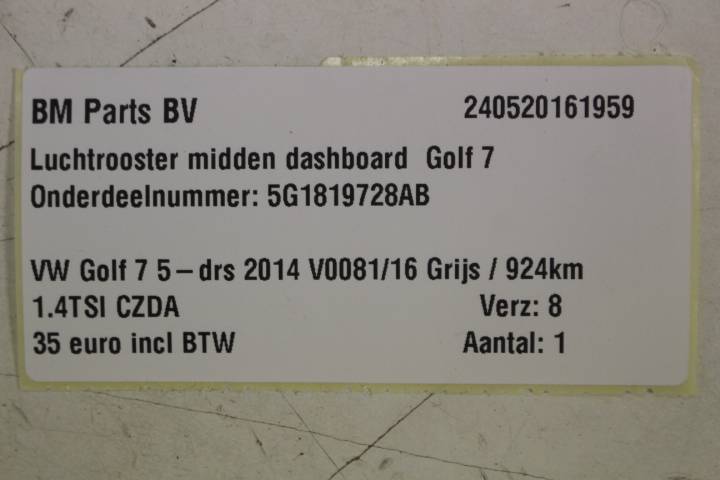 BM Parts BV 240520161959
Luchtrooster midden dashboard Golf 7
Onderdeelnummer: 5G1819728AB
VW Golf 7 5-drs 2014 V0081/16 Grijs / 924km
1.4TSI CZDA Verz: 8
35 euro incl BTW Aantal: 1